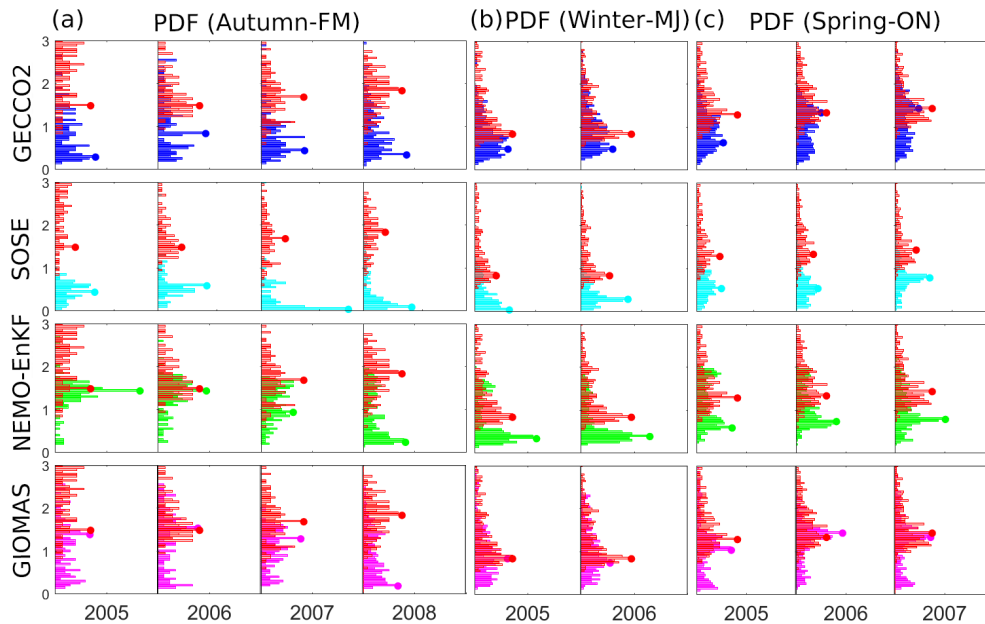 (a) PDF (Autumn-FM) (b) PDF (Winter-MJ) (c) PDF (Spring-ON)
GECCO2
3
2
1
0
SOSE
3
2
1
0
NEMO-EnKF
3
2
1
0
GIOMAS
3
2
1
0
2005 2006 2007 2008 2005 2006 2005 2006 2007